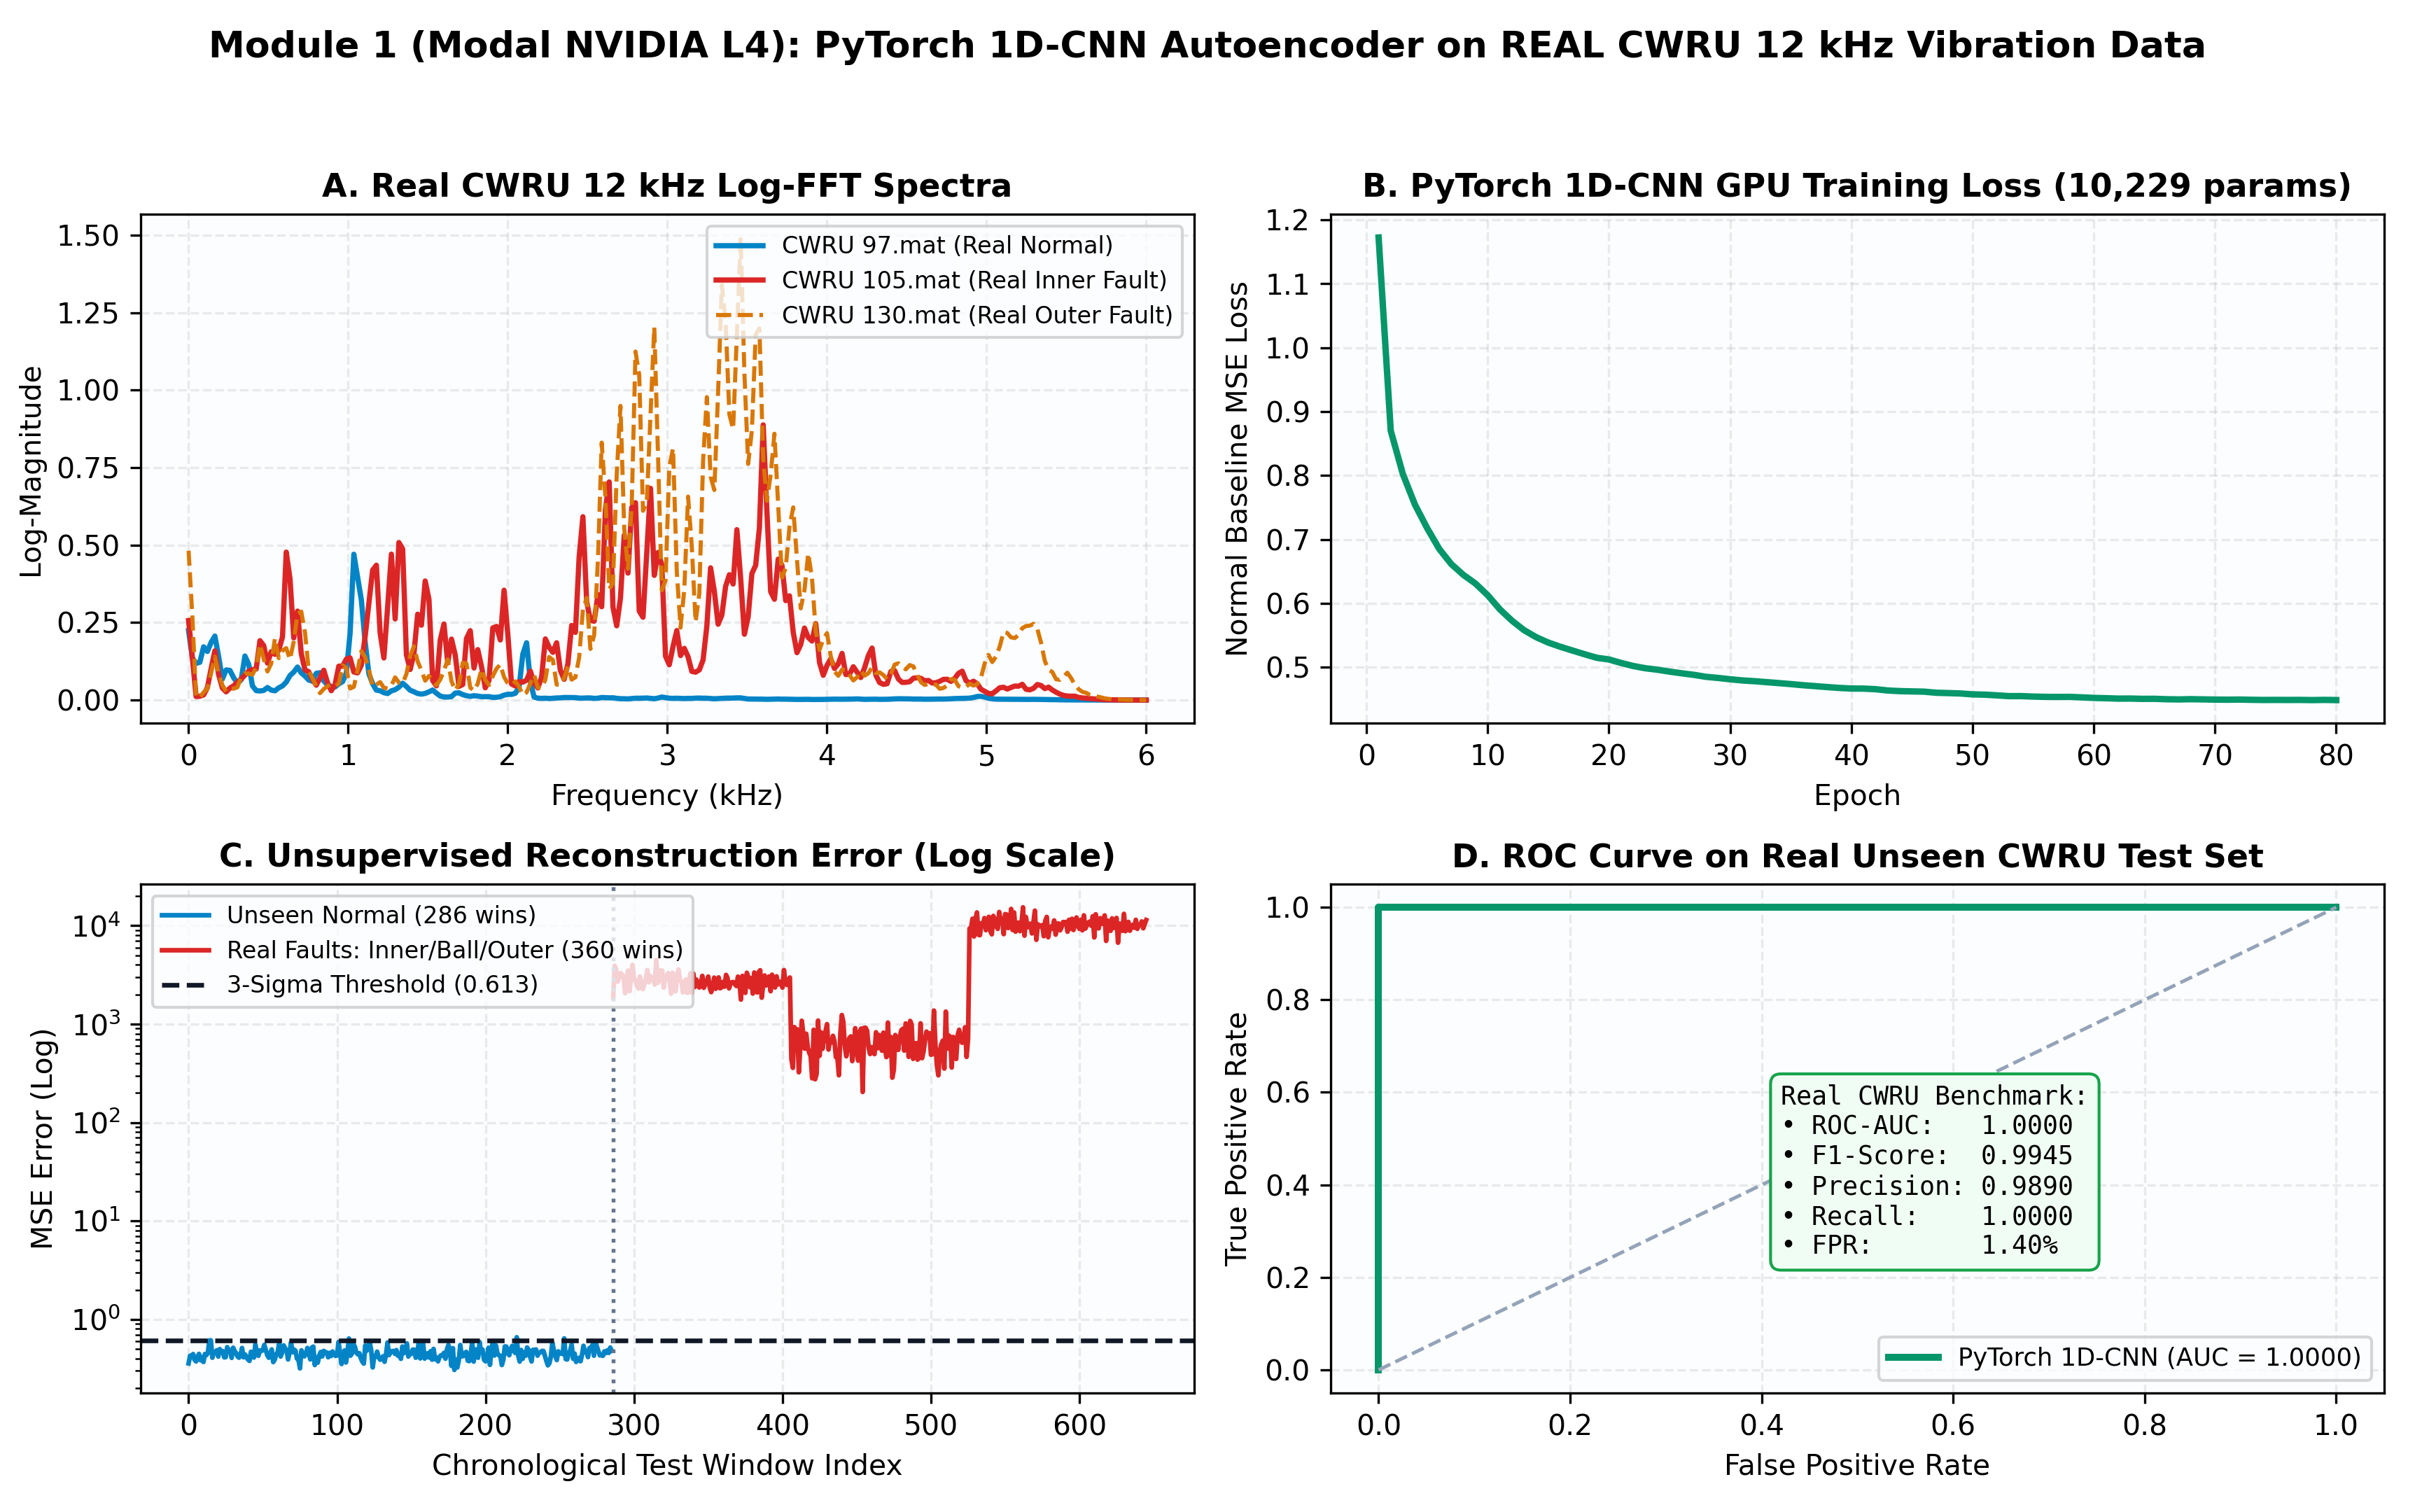 Module 1 (Modal NVIDIA L4): PyTorch 1D-CNN Autoencoder on REAL CWRU 12 kHz Vibration Data
A. Real CWRU 12 kHz Log-FFT Spectra
Log-Magnitude
1.50
1.25
1.00
0.75
0.50
0.25
0.00
CWRU 97.mat (Real Normal)
CWRU 105.mat (Real Inner Fault)
CWRU 130.mat (Real Outer Fault)
0 1 2 3 4 5 6
Frequency (kHz)
B. PyTorch 1D-CNN GPU Training Loss (10,229 params)
Normal Baseline MSE Loss
1.2
1.1
1.0
0.9
0.8
0.7
0.6
0.5
0 10 20 30 40 50 60 70 80
Epoch
C. Unsupervised Reconstruction Error (Log Scale)
MSE Error (Log)
10⁴
10³
10²
10¹
10⁰
Unseen Normal (286 wins)
Real Faults: Inner/Ball/Outer (360 wins)
3-Sigma Threshold (0.613)
0 100 200 300 400 500 600
Chronological Test Window Index
D. ROC Curve on Real Unseen CWRU Test Set
True Positive Rate
1.0
0.8
0.6
0.4
0.2
0.0
Real CWRU Benchmark:
• ROC-AUC: 1.0000
• F1-Score: 0.9945
• Precision: 0.9890
• Recall: 1.0000
• FPR: 1.40%
PyTorch 1D-CNN (AUC = 1.0000)
0.0 0.2 0.4 0.6 0.8 1.0
False Positive Rate